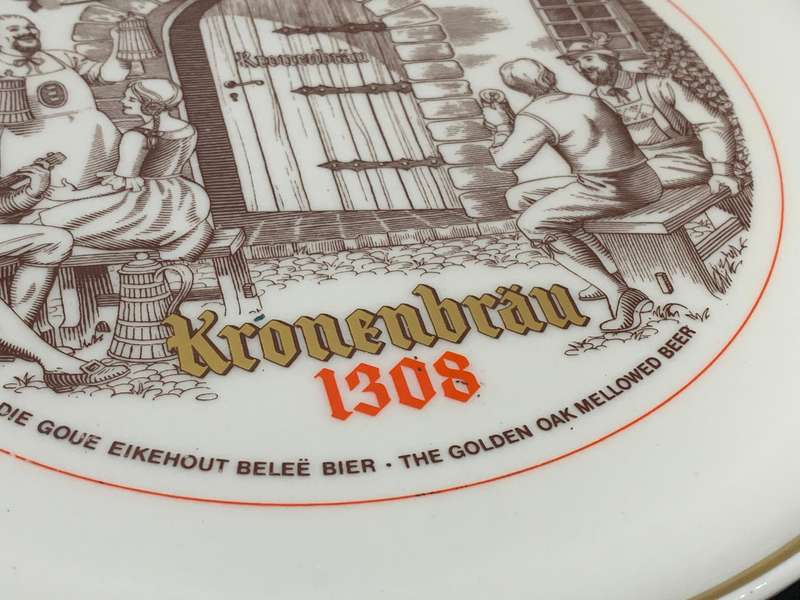 Kronenbräu
Kronenbräu
1308
DIE GOUE EIKEHOUT BELEË BIER · THE GOLDEN OAK MELLOWED BEER